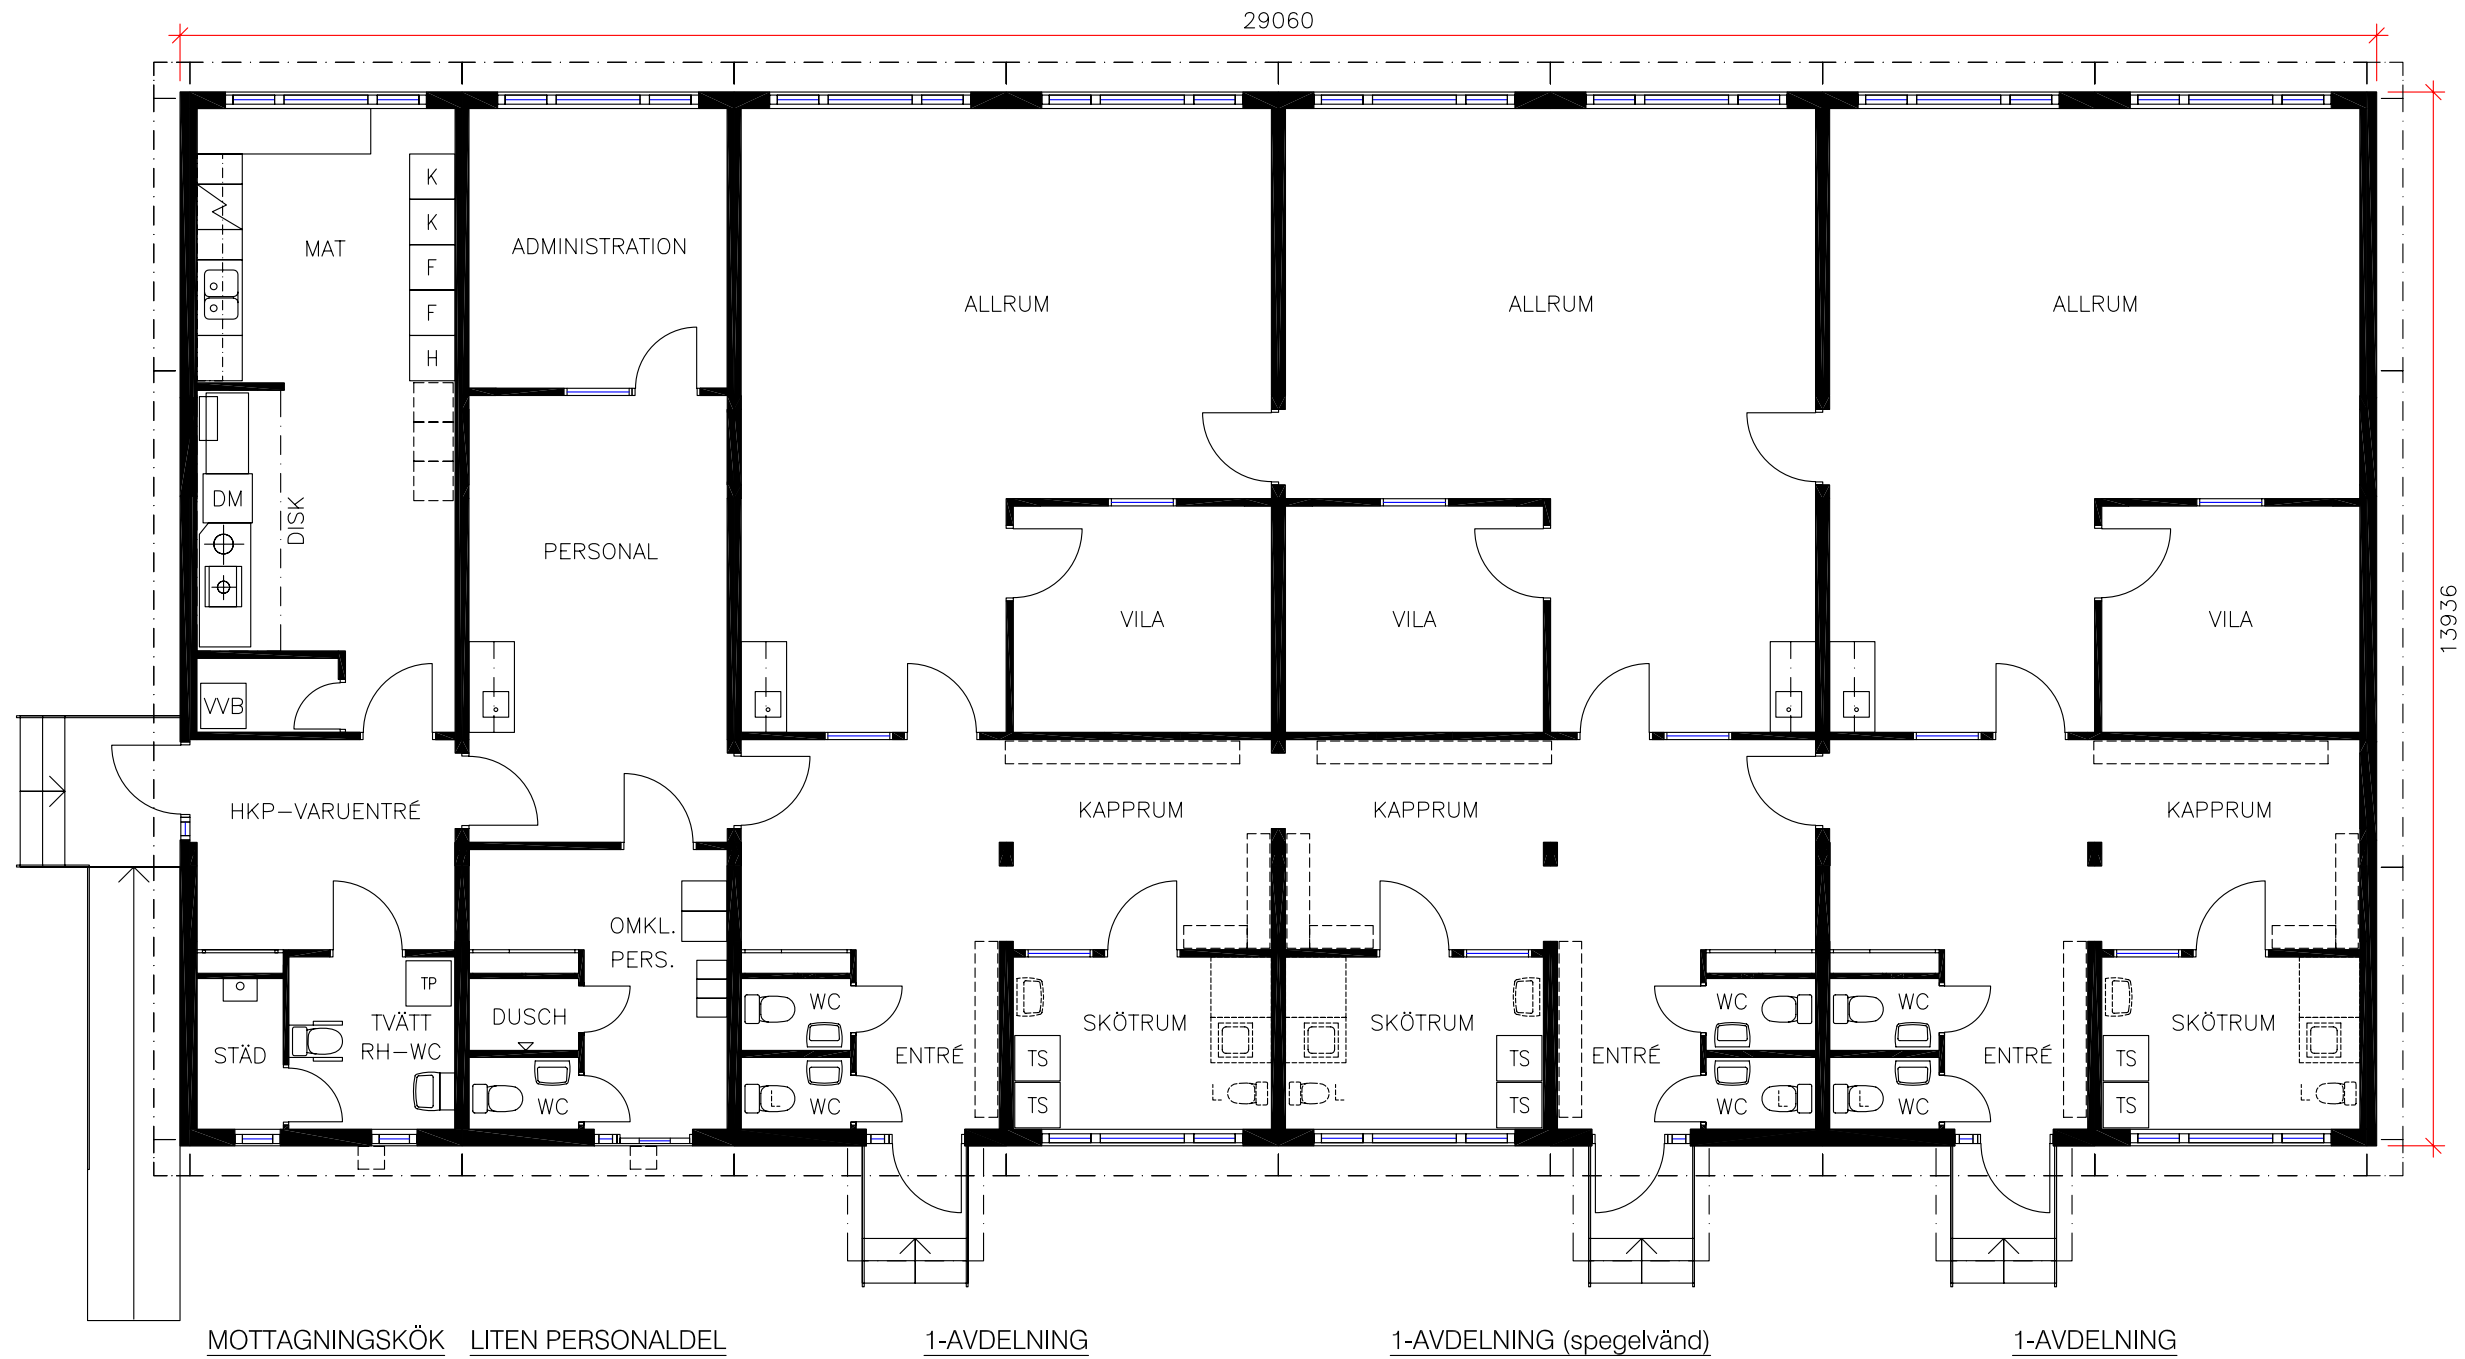 29060
K
K
MAT
F
F
H
ADMINISTRATION
ALLRUM
ALLRUM
ALLRUM
DM
DISK
PERSONAL
VILA
VILA
VILA
13936
VVB
HKP-VARUENTRÉ
KAPPRUM
KAPPRUM
KAPPRUM
OMKL.
PERS.
TP
DUSCH
TVÄTT
RH-WC
STÄD
WC
WC
WC
ENTRÉ
SKÖTRUM
TS
TS
SKÖTRUM
TS
TS
ENTRÉ
WC
WC
WC
WC
ENTRÉ
SKÖTRUM
TS
TS
MOTTAGNINGSKÖK
LITEN PERSONALDEL
1-AVDELNING
1-AVDELNING (spegelvänd)
1-AVDELNING